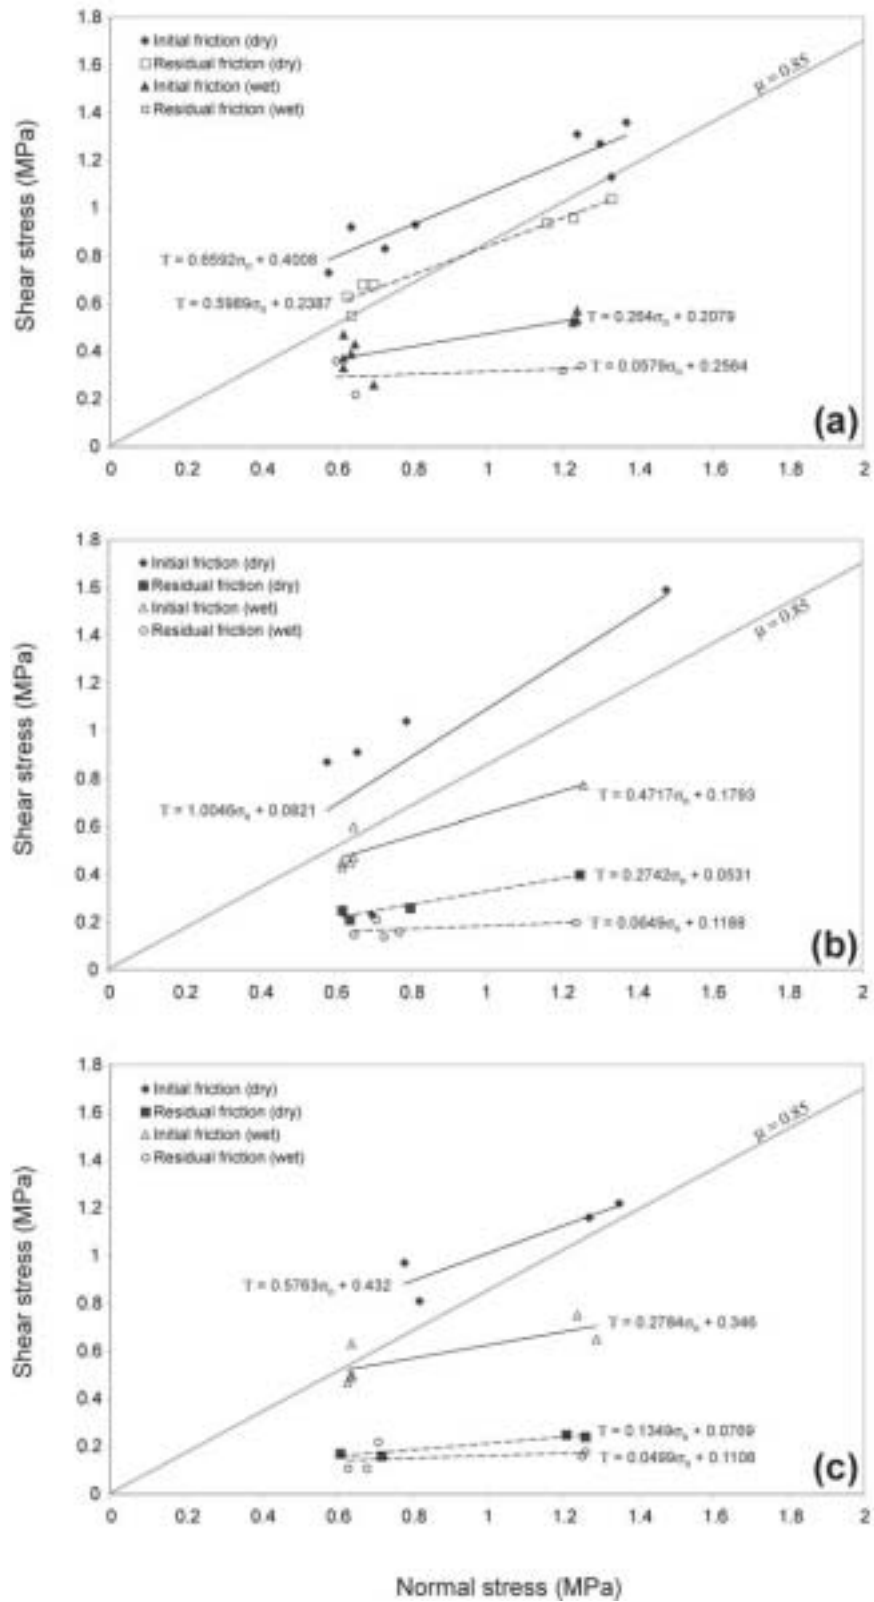 1.8
Initial friction (dry)
1.6
Residual friction (dry)
μ = 0.85
Initial friction (wet)
1.4
Residual friction (wet)
1.2
Shear stress (MPa)
1
0.8
T = 0.6592σn + 0.4008
0.6
T = 0.5989σn + 0.2387
T = 0.264σn + 0.2079
0.4
T = 0.0579σn + 0.2564
0.2
(a)
0
0 0.2 0.4 0.6 0.8 1 1.2 1.4 1.6 1.8 2
1.8
Initial friction (dry)
1.6
Residual friction (dry)
μ = 0.85
Initial friction (wet)
1.4
Residual friction (wet)
1.2
Shear stress (MPa)
1
0.8
T = 0.4717σn + 0.1793
T = 1.0046σn + 0.0821
0.6
0.4
T = 0.2742σn + 0.0531
0.2
T = 0.0649σn + 0.1188
(b)
0
0 0.2 0.4 0.6 0.8 1 1.2 1.4 1.6 1.8 2
1.8
Initial friction (dry)
1.6
Residual friction (dry)
μ = 0.85
Initial friction (wet)
1.4
Residual friction (wet)
1.2
Shear stress (MPa)
1
T = 0.5763σn + 0.432
0.8
T = 0.2784σn + 0.346
0.6
0.4
T = 0.1349σn + 0.0769
0.2
T = 0.0499σn + 0.1108
(c)
0
0 0.2 0.4 0.6 0.8 1 1.2 1.4 1.6 1.8 2
Normal stress (MPa)